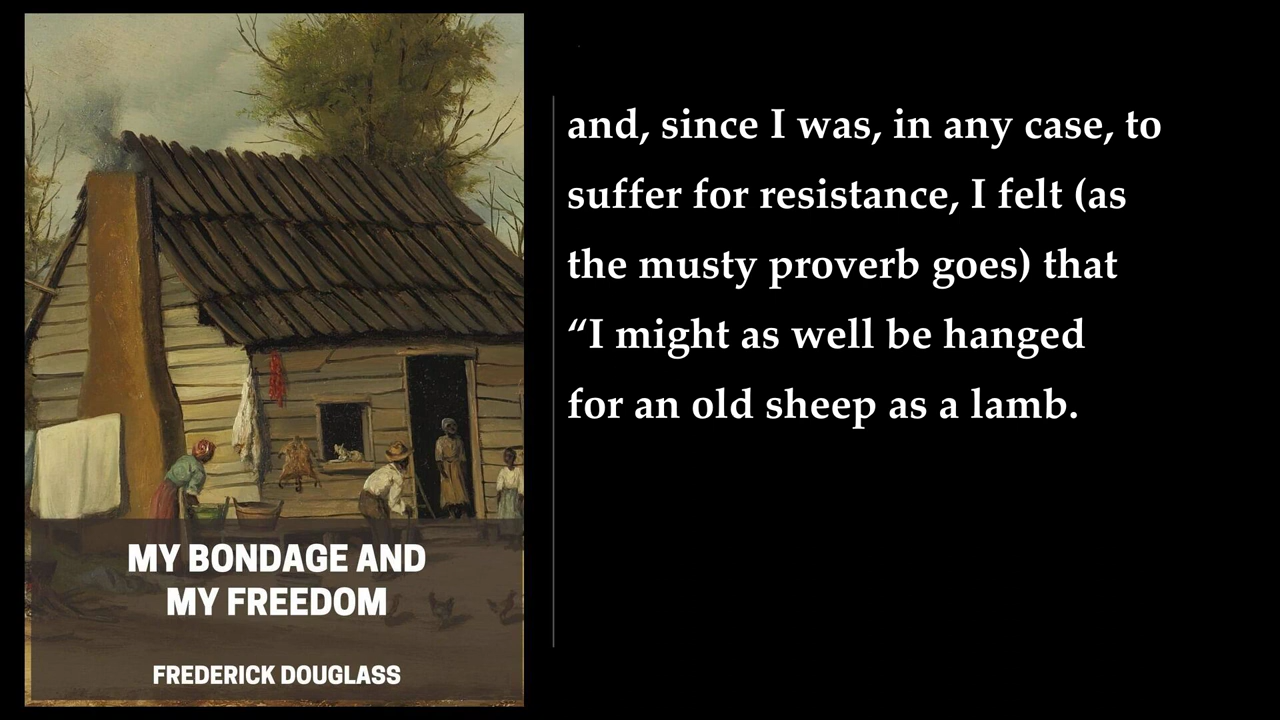 and, since I was, in any case, to
suffer for resistance, I felt (as
the musty proverb goes) that
“I might as well be hanged
for an old sheep as a lamb.
MY BONDAGE AND
MY FREEDOM
FREDERICK DOUGLASS